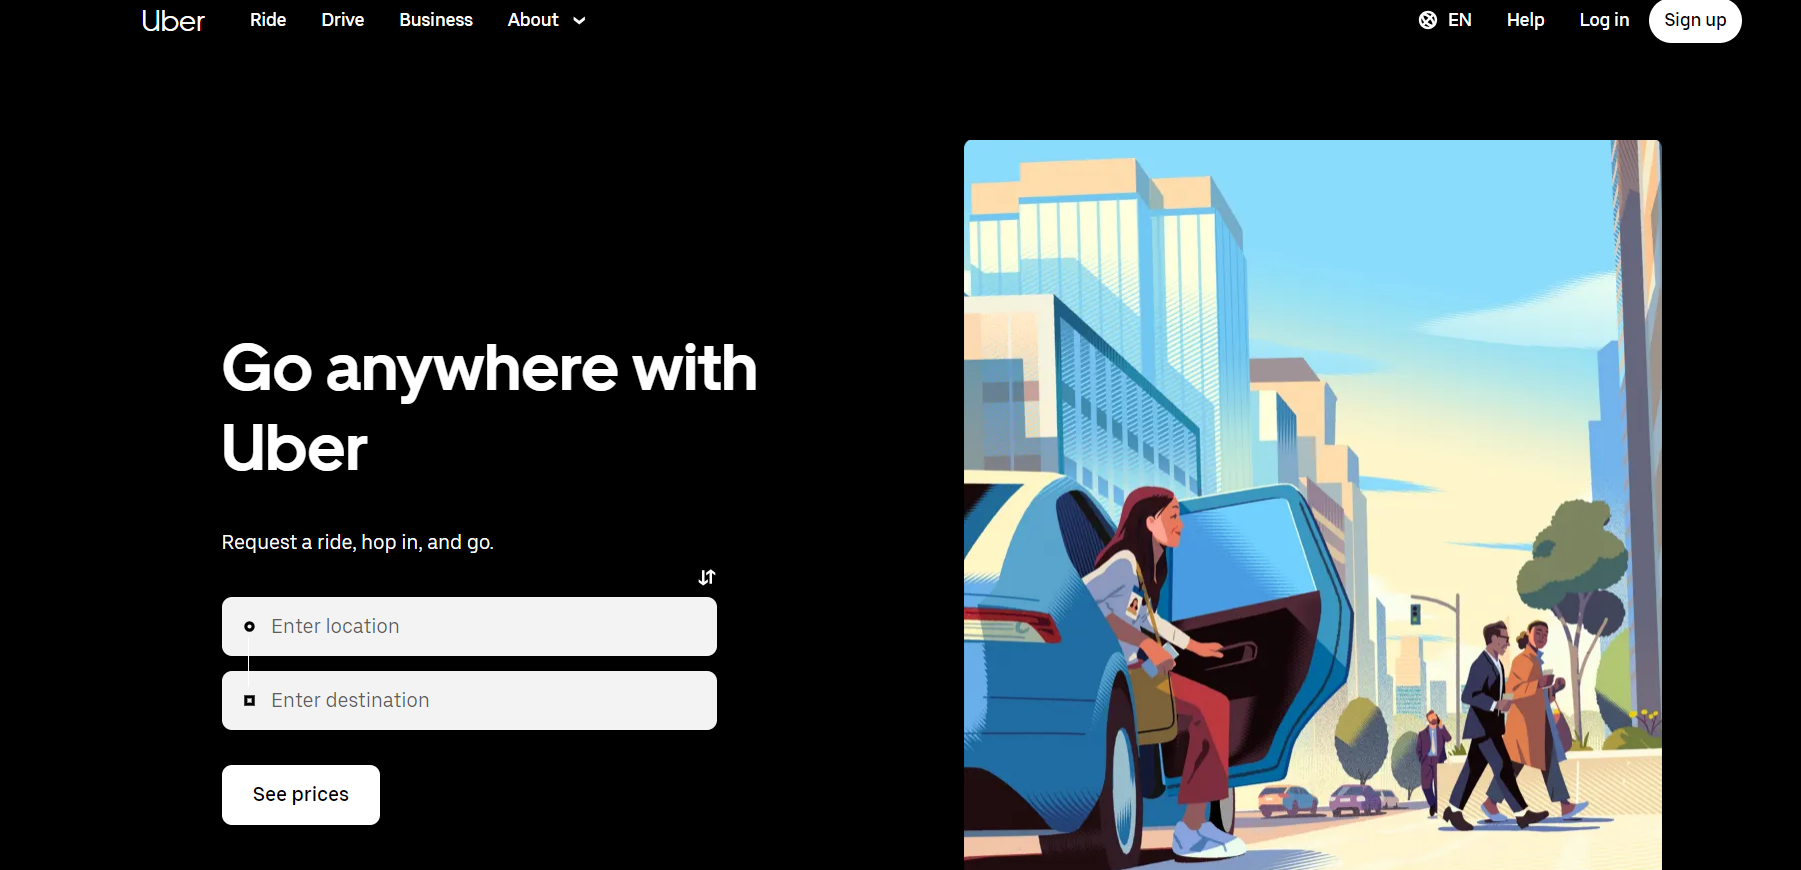 Uber
Ride
Drive
Business
About
EN
Help
Log in
Sign up
Go anywhere with
Uber
Request a ride, hop in, and go.
Enter location
Enter destination
See prices